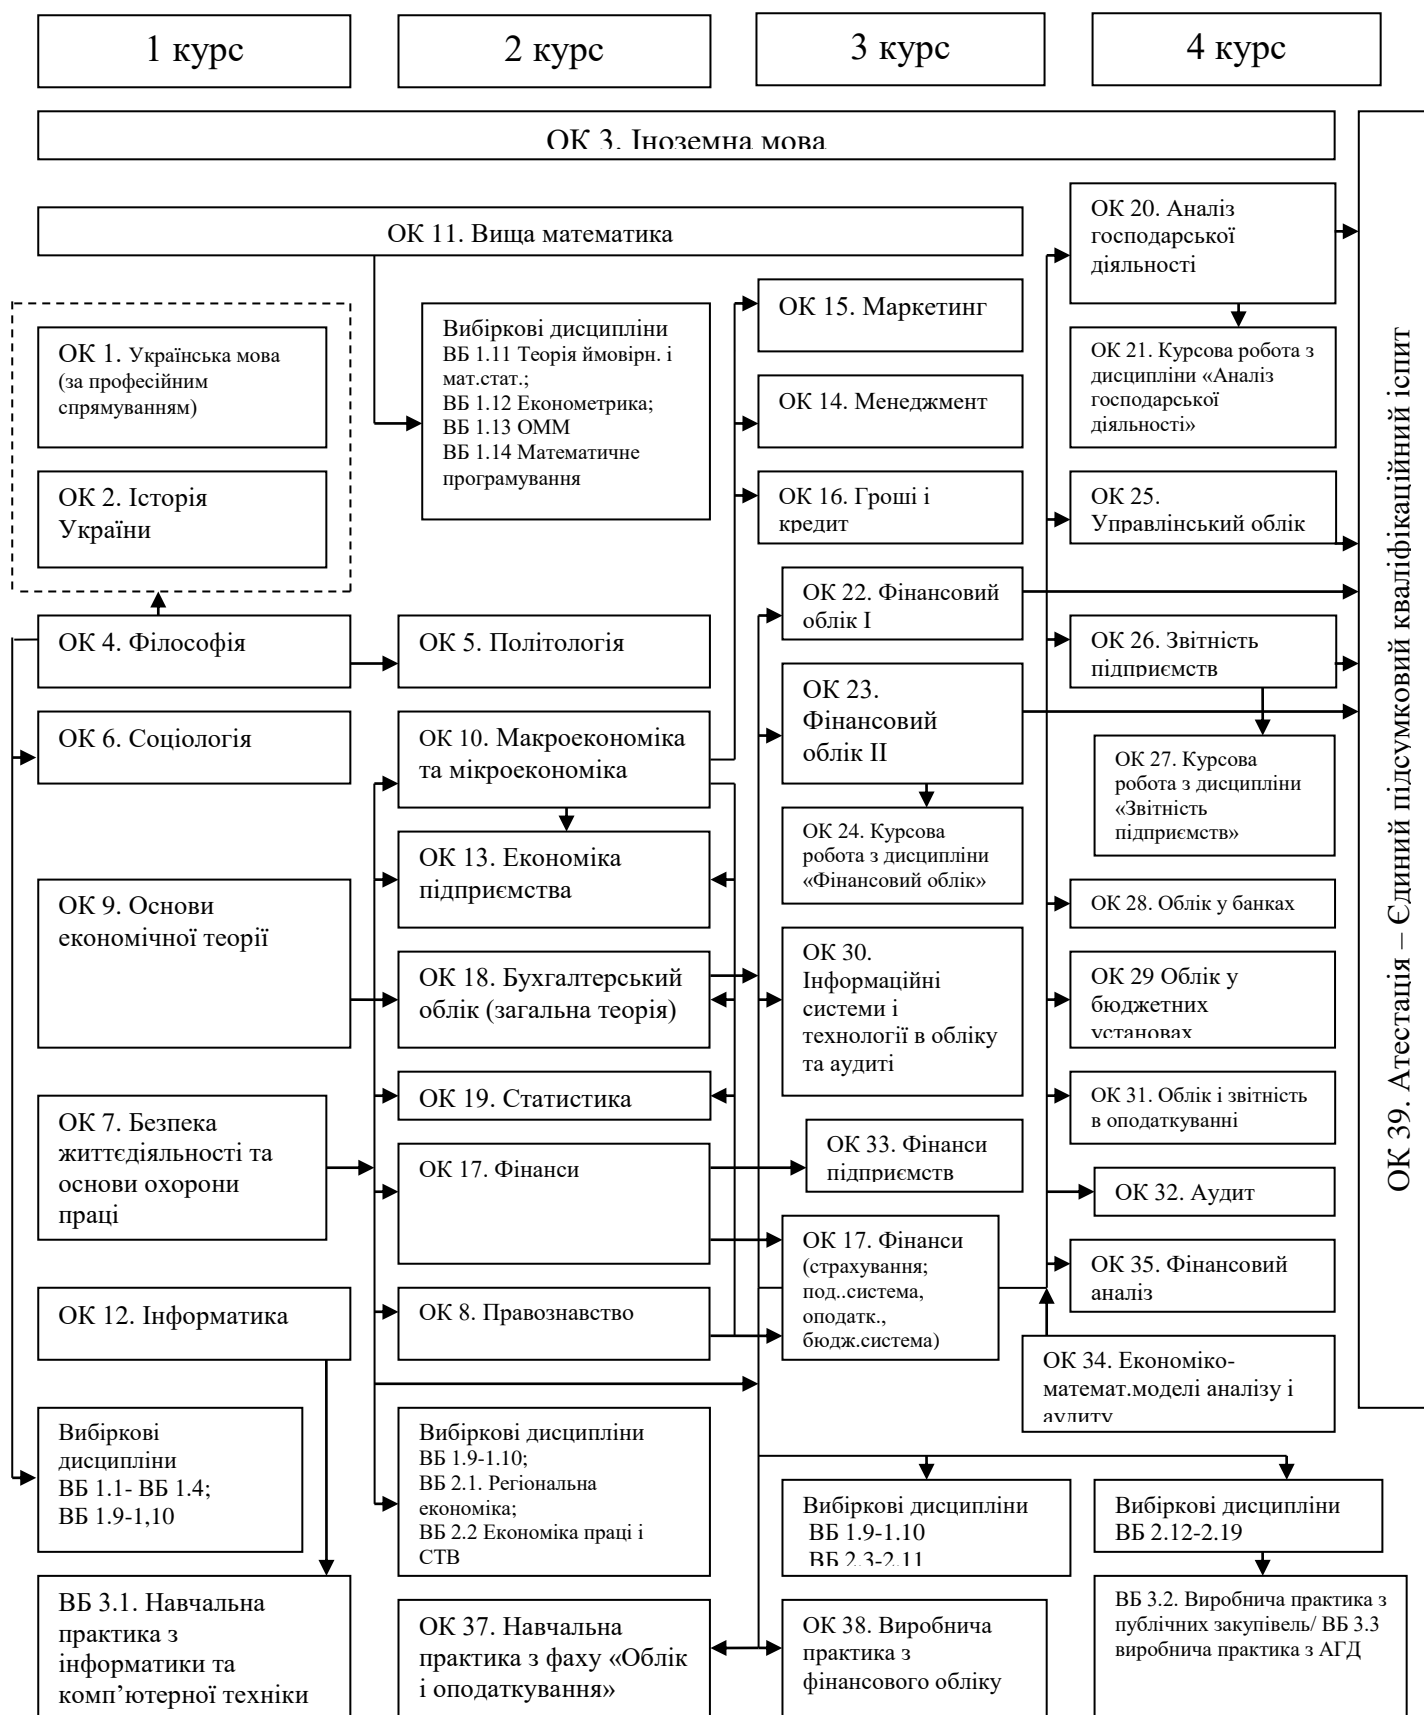 1 курс
2 курс
3 курс
4 курс
ОК 3. Іноземна мова
ОК 11. Вища математика
ОК 1. Українська мова
(за професійним
спрямуванням)
ОК 2. Історія
України
ОК 4. Філософія
ОК 6. Соціологія
ОК 9. Основи
економічної теорії
ОК 7. Безпека
життєдіяльності та
основи охорони
праці
ОК 12. Інформатика
Вибіркові
дисципліни
ВБ 1.1- ВБ 1.4;
ВБ 1.9-1,10
ВБ 3.1. Навчальна
практика з
інформатики та
комп’ютерної техніки
Вибіркові дисципліни
ВБ 1.11 Теорія ймовірн. і
мат.стат.;
ВБ 1.12 Економетрика;
ВБ 1.13 ОММ
ВБ 1.14 Математичне
програмування
ОК 5. Політологія
ОК 10. Макроекономіка
та мікроекономіка
ОК 13. Економіка
підприємства
ОК 18. Бухгалтерський
облік (загальна теорія)
ОК 19. Статистика
ОК 17. Фінанси
ОК 8. Правознавство
Вибіркові дисципліни
ВБ 1.9-1.10;
ВБ 2.1. Регіональна
економіка;
ВБ 2.2 Економіка праці і
СТВ
ОК 37. Навчальна
практика з фаху «Облік
і оподаткування»
ОК 15. Маркетинг
ОК 14. Менеджмент
ОК 16. Гроші і
кредит
ОК 22. Фінансовий
облік І
ОК 23.
Фінансовий
облік ІІ
ОК 24. Курсова
робота з дисципліни
«Фінансовий облік»
ОК 30.
Інформаційні
системи і
технології в обліку
та аудиті
ОК 33. Фінанси
підприємств
ОК 17. Фінанси
(страхування;
под..система,
оподатк.,
бюдж.система)
Вибіркові дисципліни
ВБ 1.9-1.10
ВБ 2.3-2.11
ОК 38. Виробнича
практика з
фінансового обліку
ОК 20. Аналіз
господарської
діяльності
ОК 21. Курсова робота з
дисципліни «Аналіз
господарської
діяльності»
ОК 25.
Управлінський облік
ОК 26. Звітність
підприємств
ОК 27. Курсова
робота з дисципліни
«Звітність
підприємств»
ОК 28. Облік у банках
ОК 29 Облік у
бюджетних
установах
ОК 31. Облік і звітність
в оподаткуванні
ОК 32. Аудит
ОК 35. Фінансовий
аналіз
ОК 34. Економіко-
математ.моделі аналізу і
аудиту
Вибіркові дисципліни
ВБ 2.12-2.19
ВБ 3.2. Виробнича практика з
публічних закупівель/ ВБ 3.3
виробнича практика з АГД
ОК 39. Атестація – Єдиний підсумковий кваліфікаційний іспит